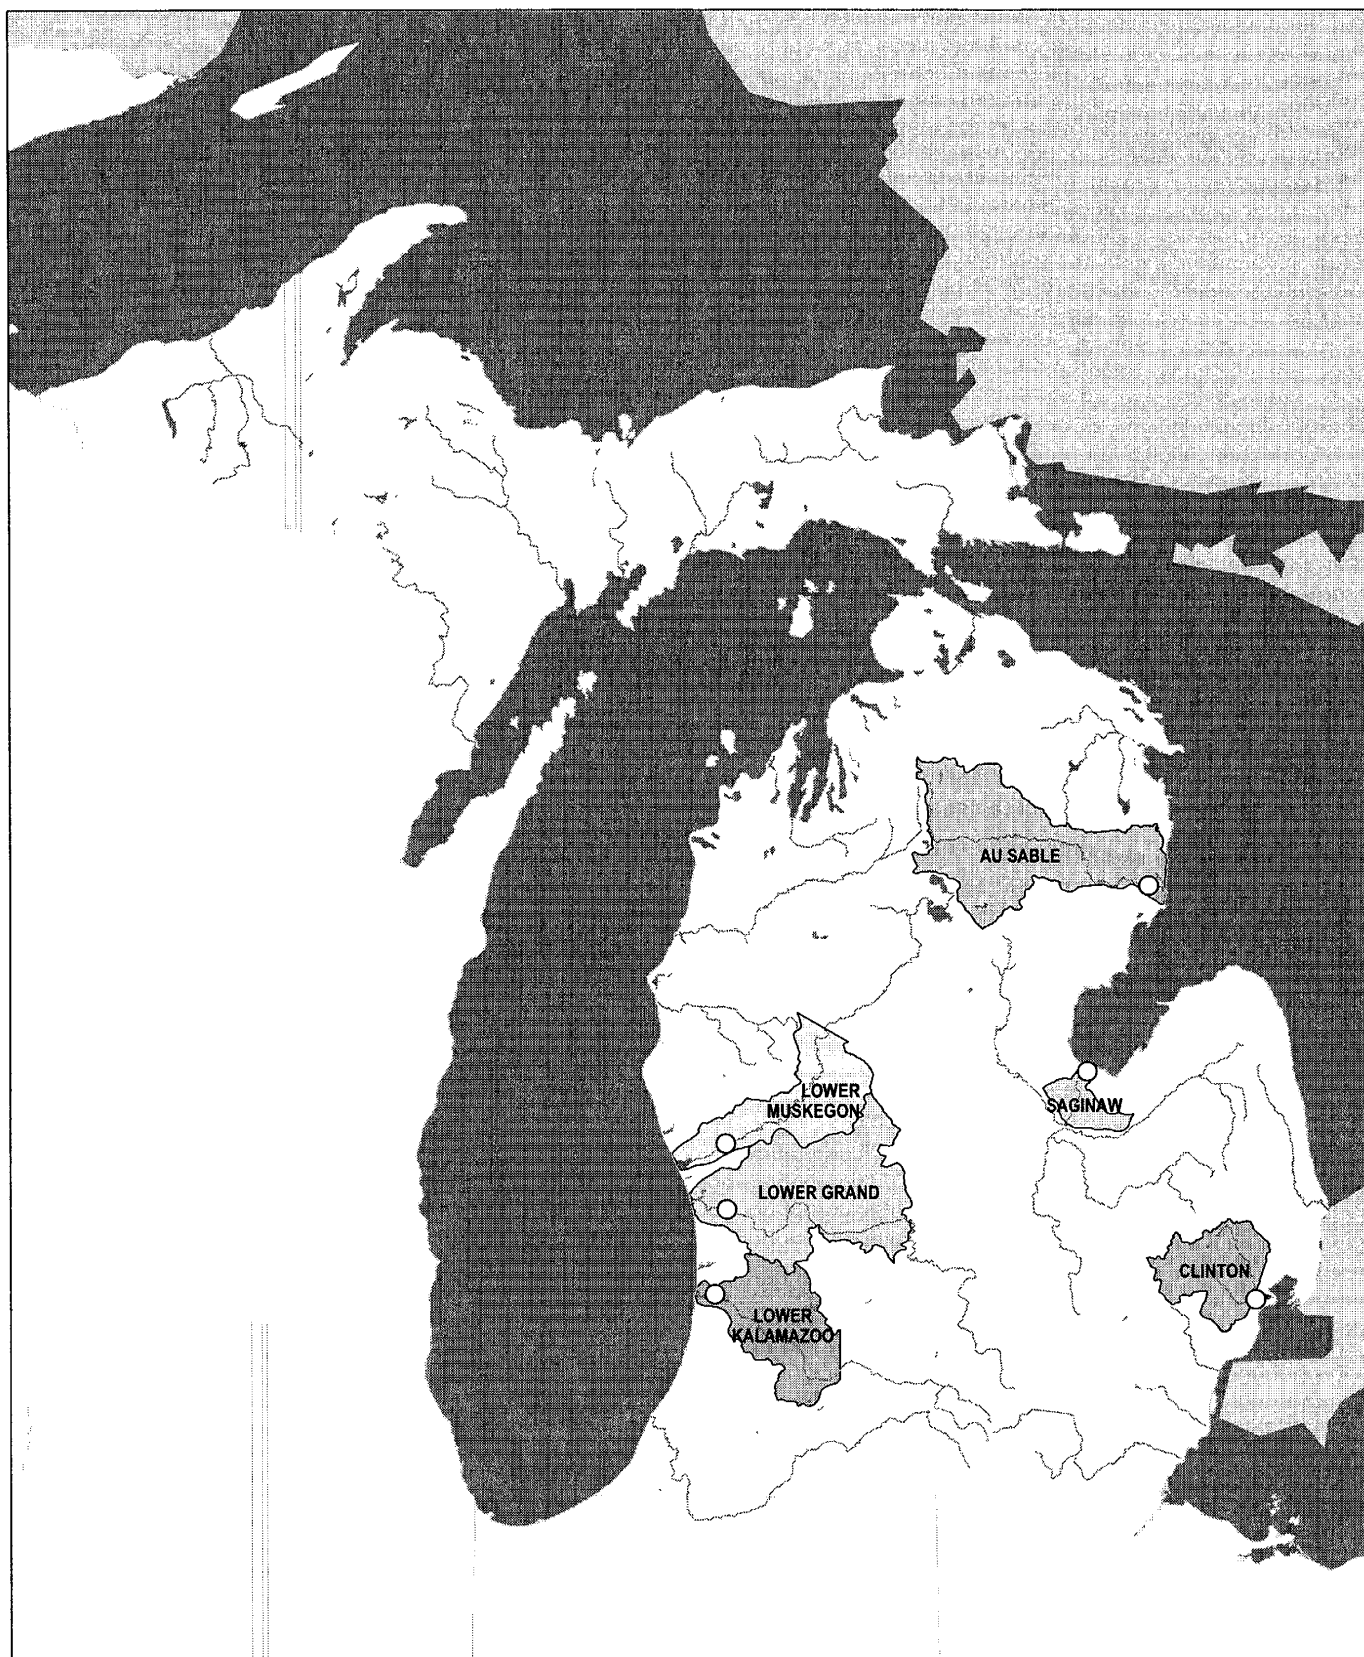 AU SABLE
LOWER
MUSKEGON
SAGINAW
LOWER GRAND
CLINTON
LOWER
KALAMAZOO